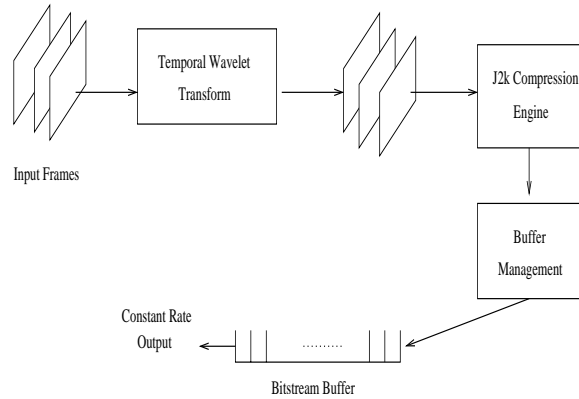 Temporal Wavelet
Transform
J2k Compression
Engine
Input Frames
Buffer
Management
Constant Rate
Output
..........
Bitstream Buffer